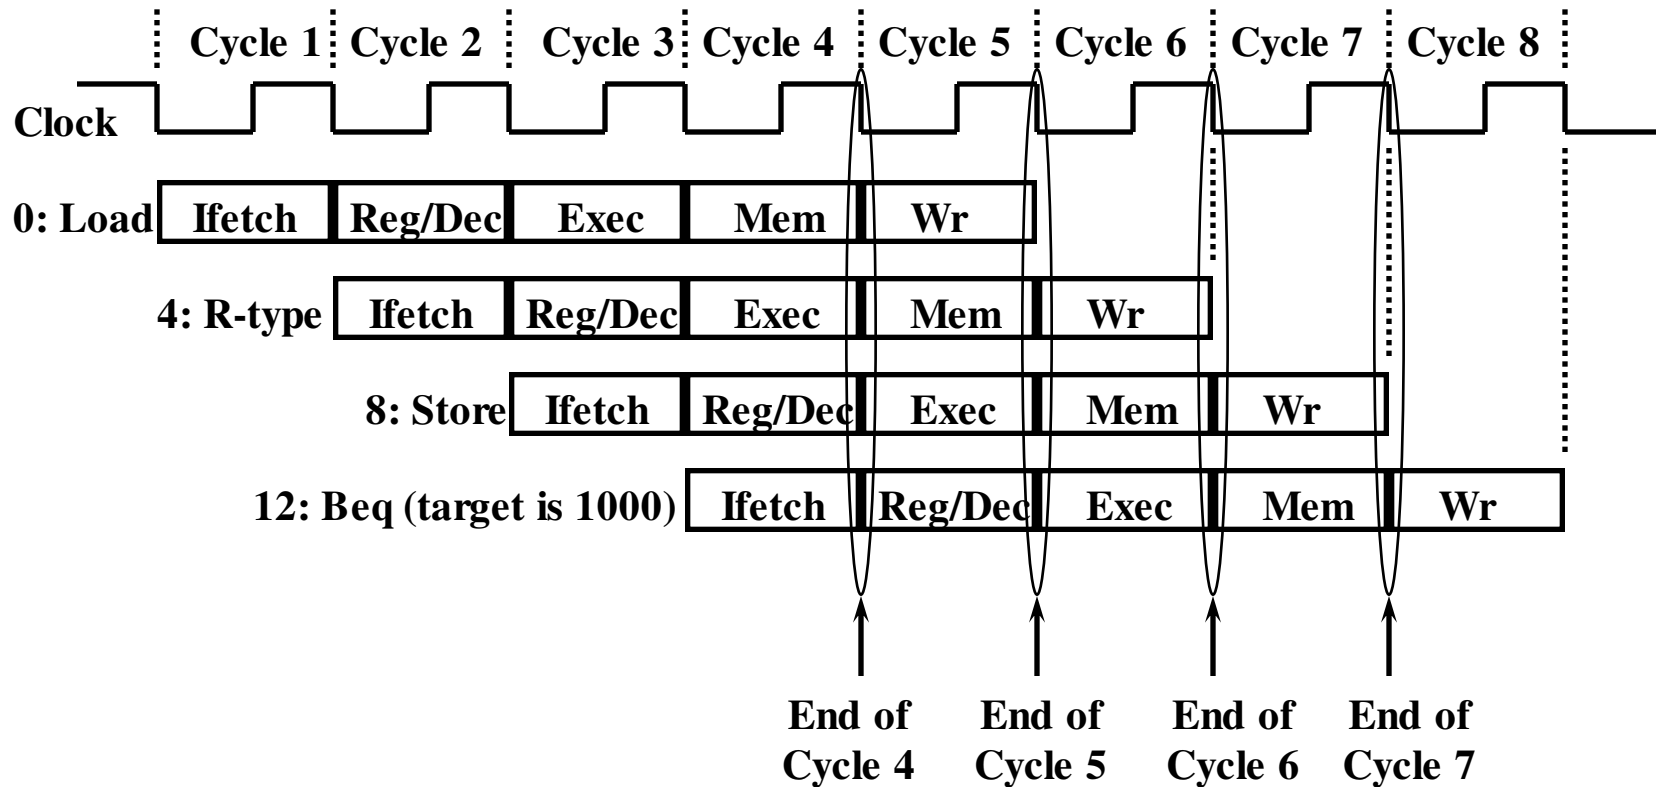 Cycle 1 Cycle 2 Cycle 3 Cycle 4 Cycle 5 Cycle 6 Cycle 7 Cycle 8
Clock
0: Load Ifetch Reg/Dec Exec Mem Wr
4: R-type Ifetch Reg/Dec Exec Mem Wr
8: Store Ifetch Reg/Dec Exec Mem Wr
12: Beq (target is 1000) Ifetch Reg/Dec Exec Mem Wr
End of End of End of End of
Cycle 4 Cycle 5 Cycle 6 Cycle 7